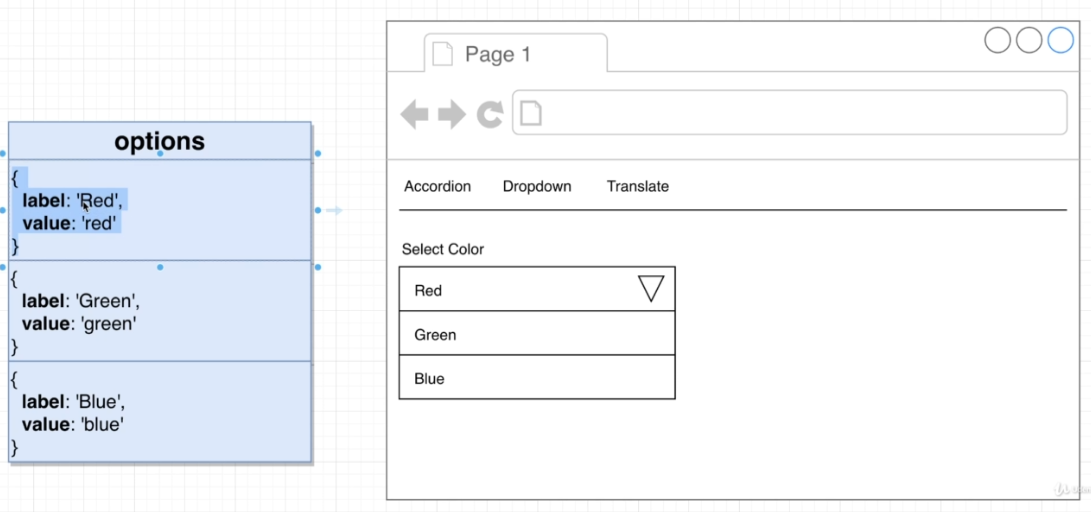 options
{
label: 'Red',
value: 'red'
}
{
label: 'Green',
value: 'green'
}
{
label: 'Blue',
value: 'blue'
}
Page 1
Accordion Dropdown Translate
Select Color
Red
Green
Blue